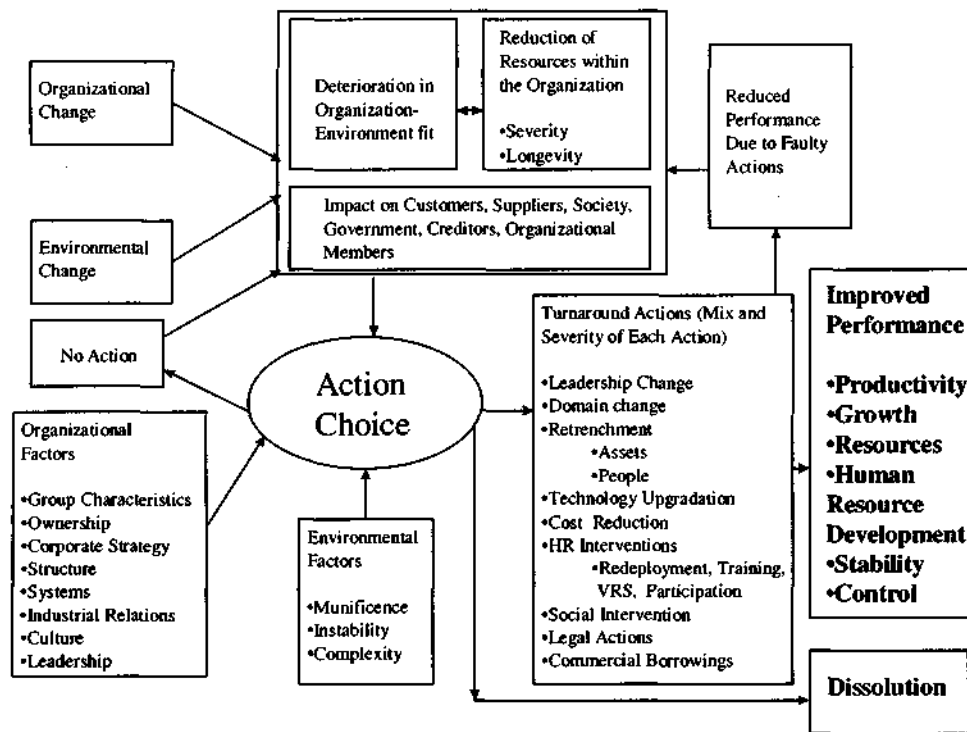 Organizational
Change
Environmental
Change
No Action
Organizational
Factors
•Group Characteristics
•Ownership
•Corporate Strategy
•Structure
•Systems
•Industrial Relations
•Culture
•Leadership
Deterioration in
Organization-
Environment fit
Reduction of
Resources within
the Organization
•Severity
•Longevity
Impact on Customers, Suppliers, Society,
Government, Creditors, Organizational
Members
Action
Choice
Environmental
Factors
•Munificence
•Instability
•Complexity
Reduced
Performance
Due to Faulty
Actions
Turnaround Actions (Mix and
Severity of Each Action)
•Leadership Change
•Domain change
•Retrenchment
•Assets
•People
•Technology Upgradation
•Cost Reduction
•HR Interventions
•Redeployment, Training,
VRS, Participation
•Social Intervention
•Legal Actions
•Commercial Borrowings
Improved
Performance
•Productivity
•Growth
•Resources
•Human
Resource
Development
•Stability
•Control
Dissolution